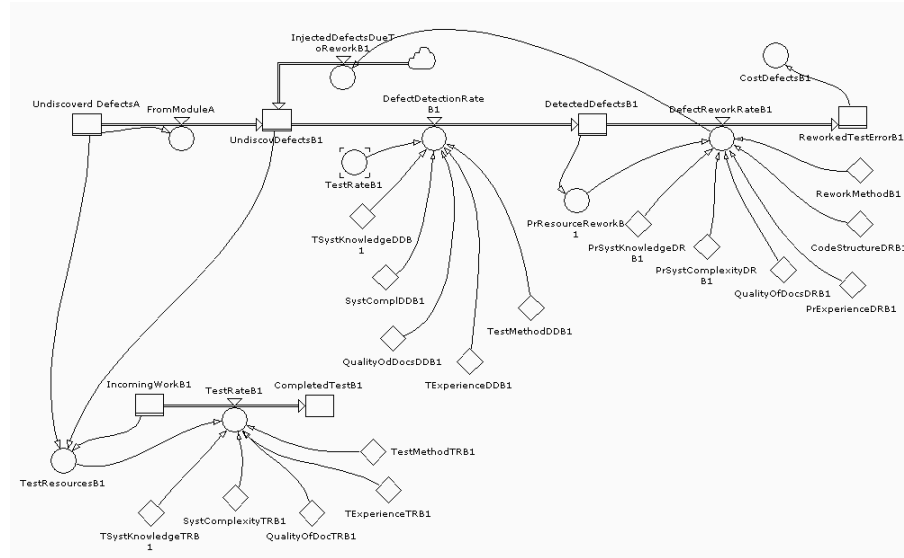 InjectedDefectsDueT
oReworkB1
CostDefectsB1
Undiscoverd DefectsA
FromModuleA
DefectDetectionRate
B1
DetectedDefectsB1
DefectReworkRateB1
UndiscovDefectsB1
ReworkedTestErrorB1
TestRateB1
ReworkMethodB1
PrResourceReworkB
1
TSystKnowledgeDDB
1
PrSystKnowledgeDR
B1
CodeStructureDRB1
PrSystComplexityDR
B1
SystComplDDB1
QualityOfDocsDRB1
TestMethodDDB1
PrExperienceDRB1
QualityOdDocsDDB1
TExperienceDDB1
IncomingWorkB1
TestRateB1
CompletedTestB1
TestMethodTRB1
TestResourcesB1
TExperienceTRB1
SystComplexityTRB1
TSystKnowledgeTRB
1
QualityOfDocTRB1